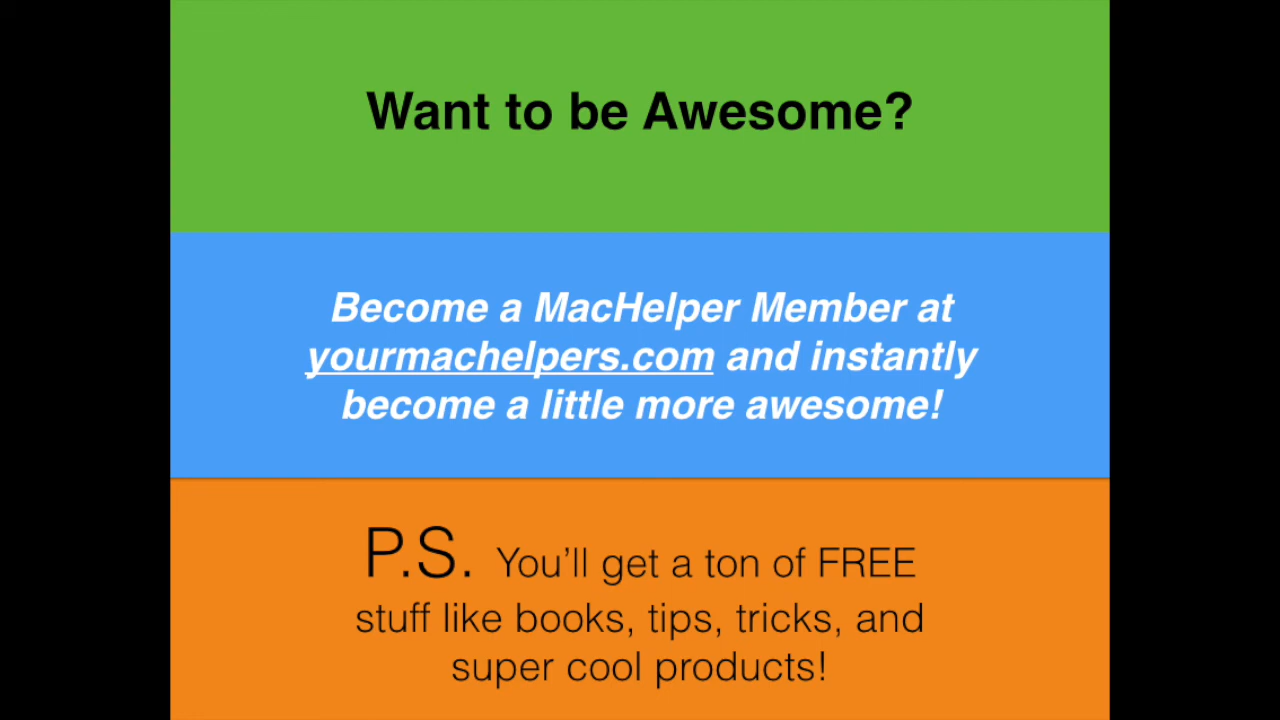 Want to be Awesome?
Become a MacHelper Member at
yourmachelpers.com and instantly
become a little more awesome!
P.S. You’ll get a ton of FREE
stuff like books, tips, tricks, and
super cool products!